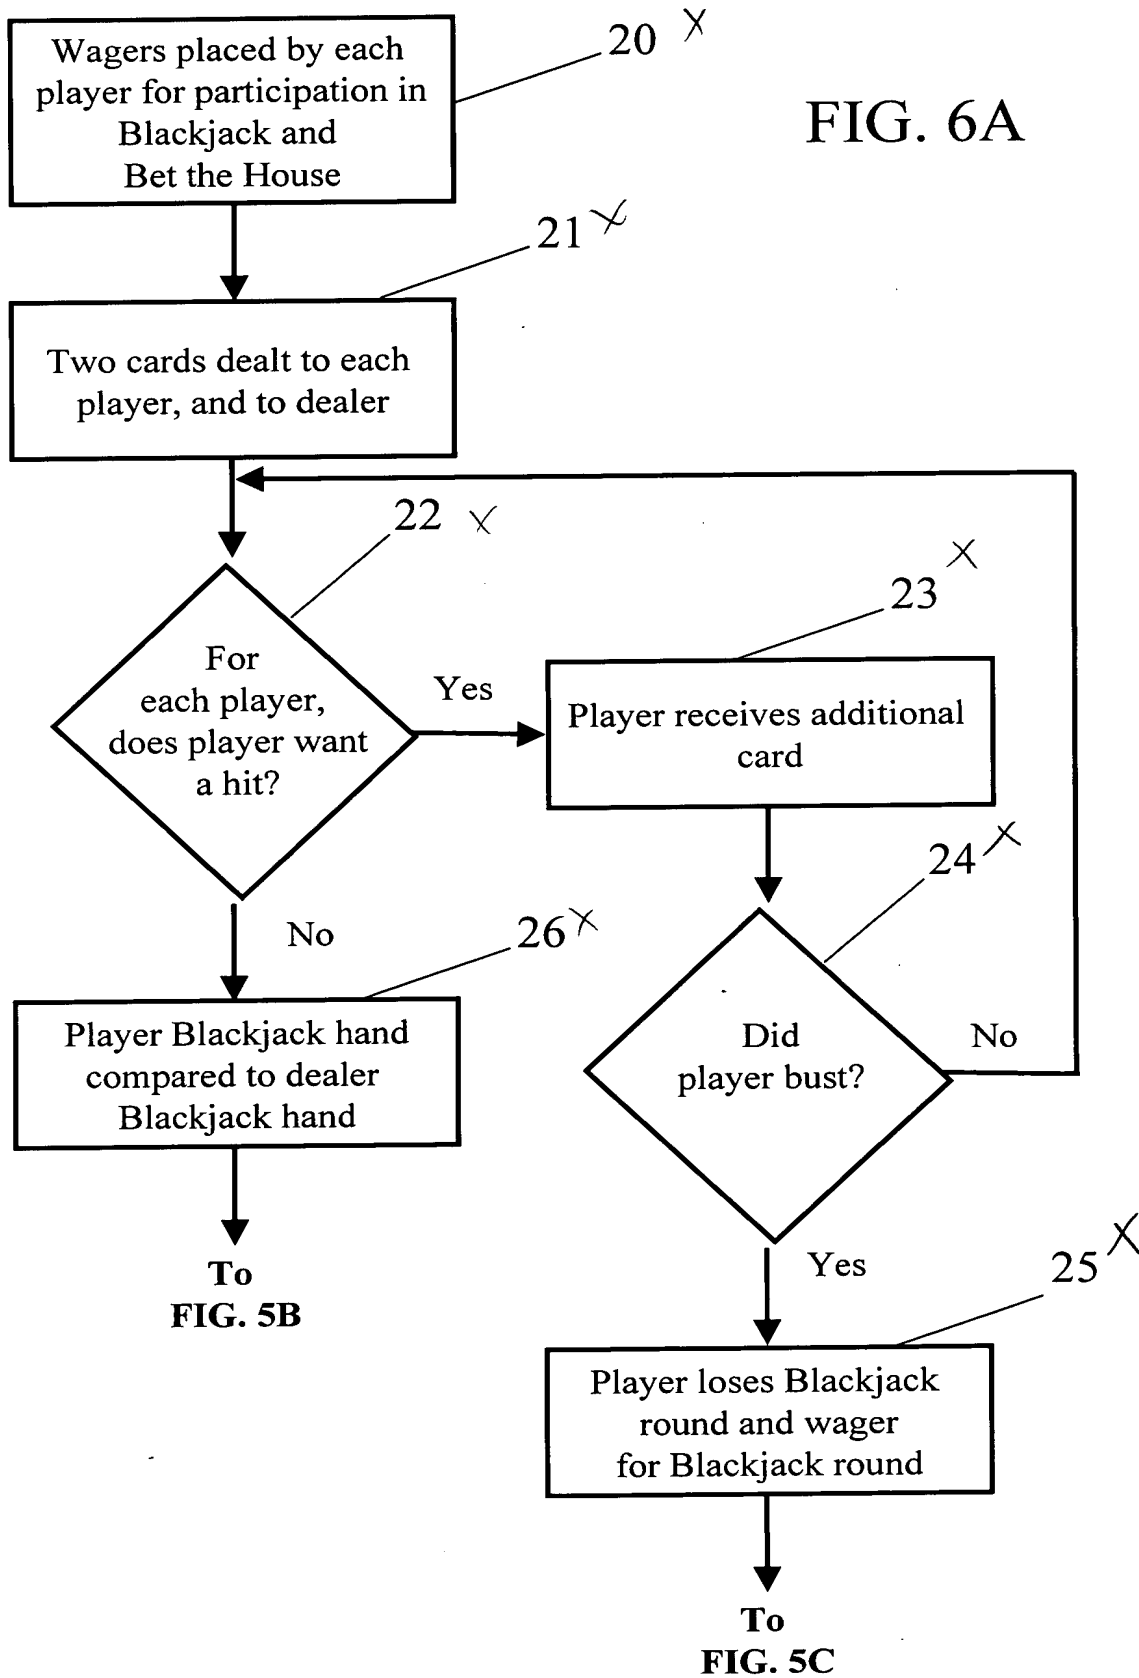 20 X
Wagers placed by each
player for participation in
Blackjack and
Bet the House
FIG. 6A
21 X
Two cards dealt to each
player, and to dealer
22 X
For
each player,
does player want
a hit?
Yes
23 X
Player receives additional
card
24 X
Did
player bust?
No
No
26 X
Player Blackjack hand
compared to dealer
Blackjack hand
To
FIG. 5B
Yes
25 X
Player loses Blackjack
round and wager
for Blackjack round
To
FIG. 5C